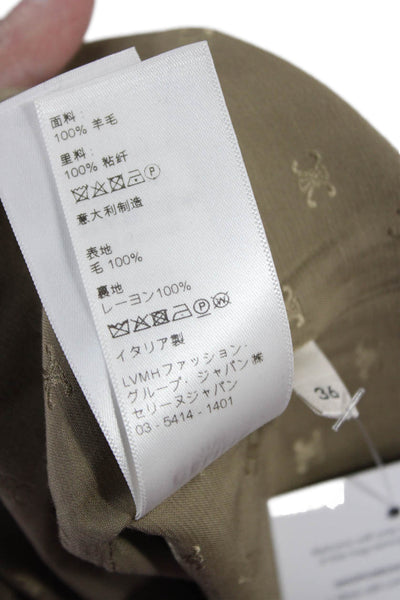 面料：
100% 羊毛
里料：
100% 粘纤
意大利制造
表地
毛 100%
裏地
レーヨン100%
イタリア製
LVMHファッション・
グループ・ジャパン㈱
セリーヌジャパン
03 - 5414 - 1401
36